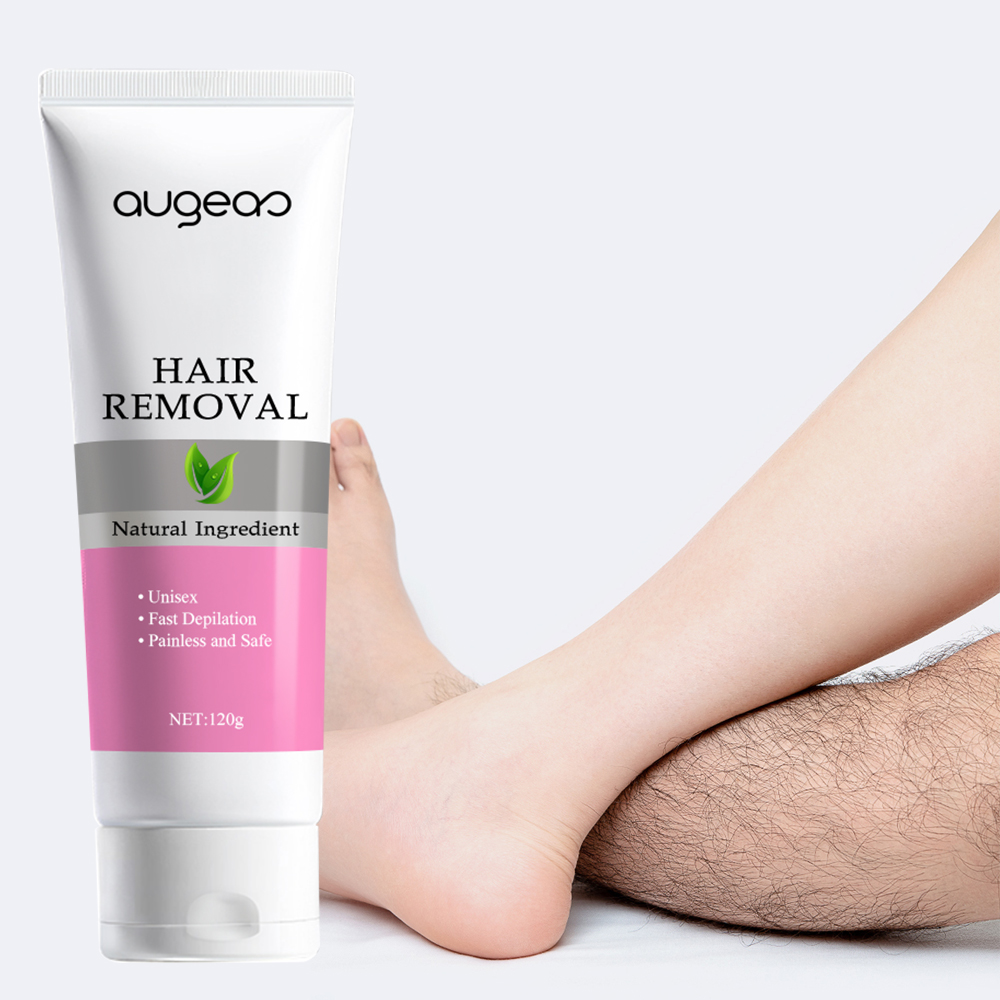 augeas
HAIR
REMOVAL
Natural Ingredient
• Unisex
• Fast Depilation
• Painless and Safe
NET:120g